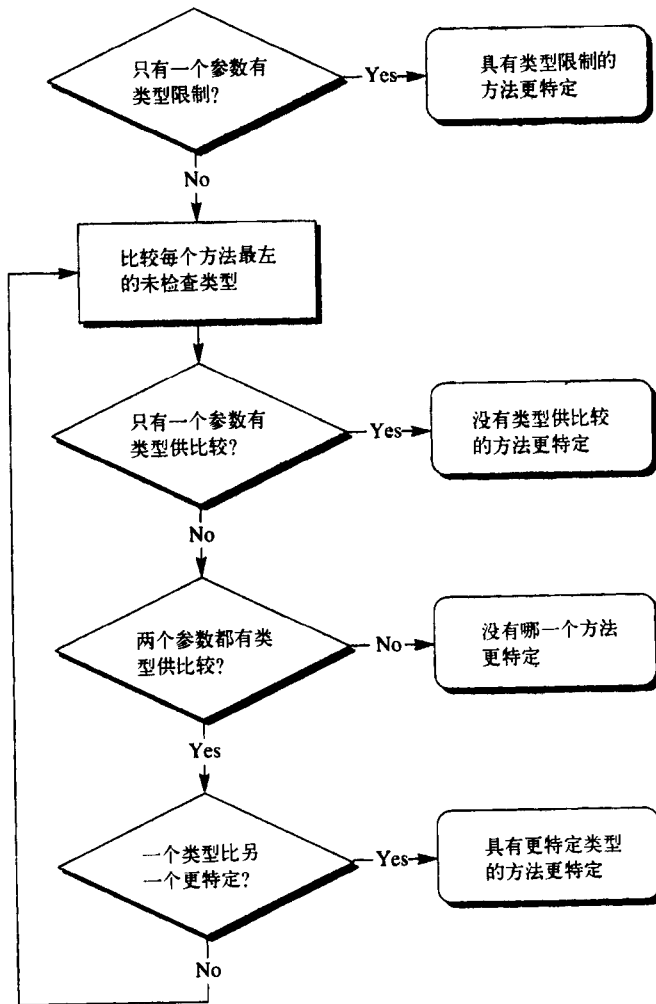 只有一个参数有
类型限制?
Yes
具有类型限制的
方法更特定
No
比较每个方法最左
的未检查类型
只有一个参数有
类型供比较?
Yes
没有类型供比较
的方法更特定
No
两个参数都有类
型供比较?
No
没有哪一个方法
更特定
Yes
一个类型比另
一个更特定?
Yes
具有更特定类型
的方法更特定
No